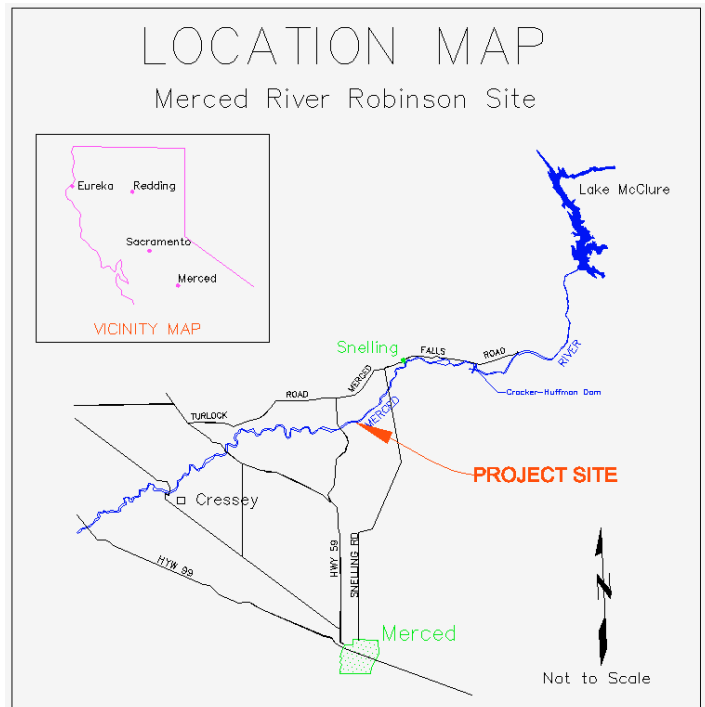 LOCATION MAP
Merced River Robinson Site
Eureka
Redding
Sacramento
Merced
VICINITY MAP
Lake McClure
Snelling
FALLS
ROAD
RIVER
MERCED
ROAD
TURLOCK
MERCED
Crocker-Huffman Dam
PROJECT SITE
Cressey
HYW 99
HWY 59
SNELLING RD
Merced
N
Not to Scale